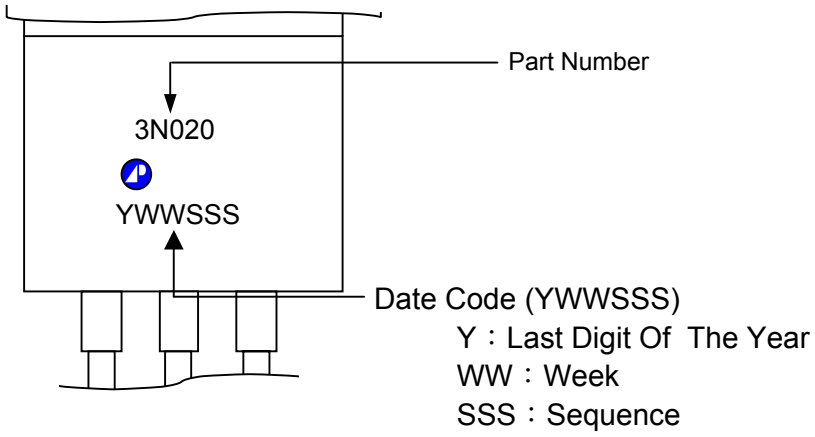 Part Number
3N020
YWWSSS
Date Code (YWWSSS)
Y：Last Digit Of The Year
WW：Week
SSS：Sequence